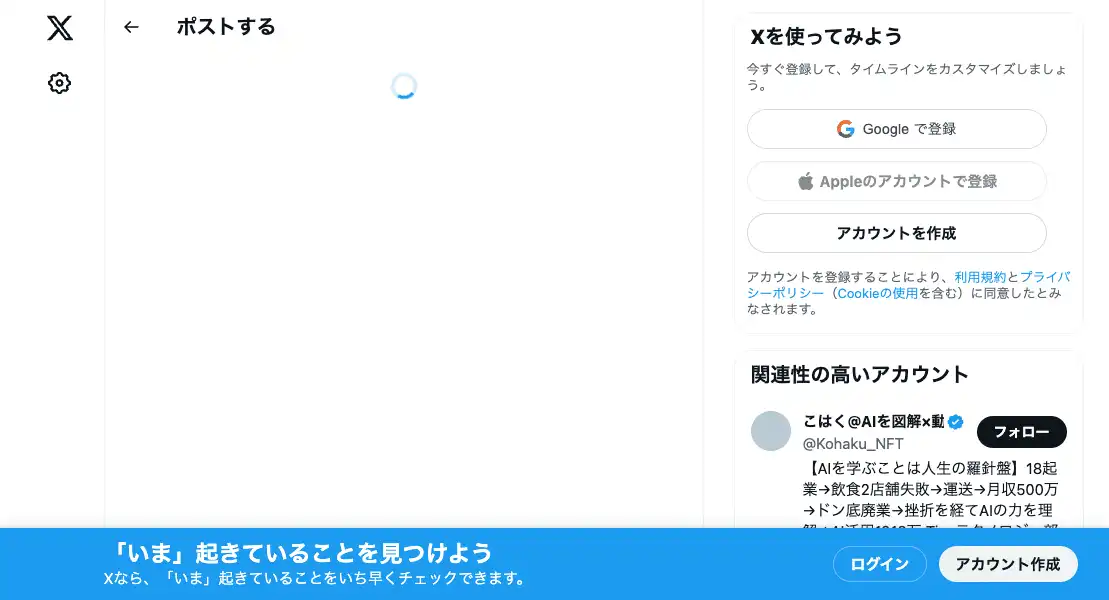 ポストする
Xを使ってみよう
今すぐ登録して、タイムラインをカスタマイズしましょ
う。
Google で登録
Appleのアカウントで登録
アカウントを作成
アカウントを登録することにより、利用規約とプライバ
シーポリシー（Cookieの使用を含む）に同意したとみ
なされます。
関連性の高いアカウント
こはく@AIを図解×動
@Kohaku_NFT
フォロー
【AIを学ぶことは人生の羅針盤】18起
業→飲食2店舗失敗→運送→月収500万
→ドン底廃業→挫折を経てAIの力を理
「いま」起きていることを見つけよう
Xなら、「いま」起きていることをいち早くチェックできます。
ログイン
アカウント作成